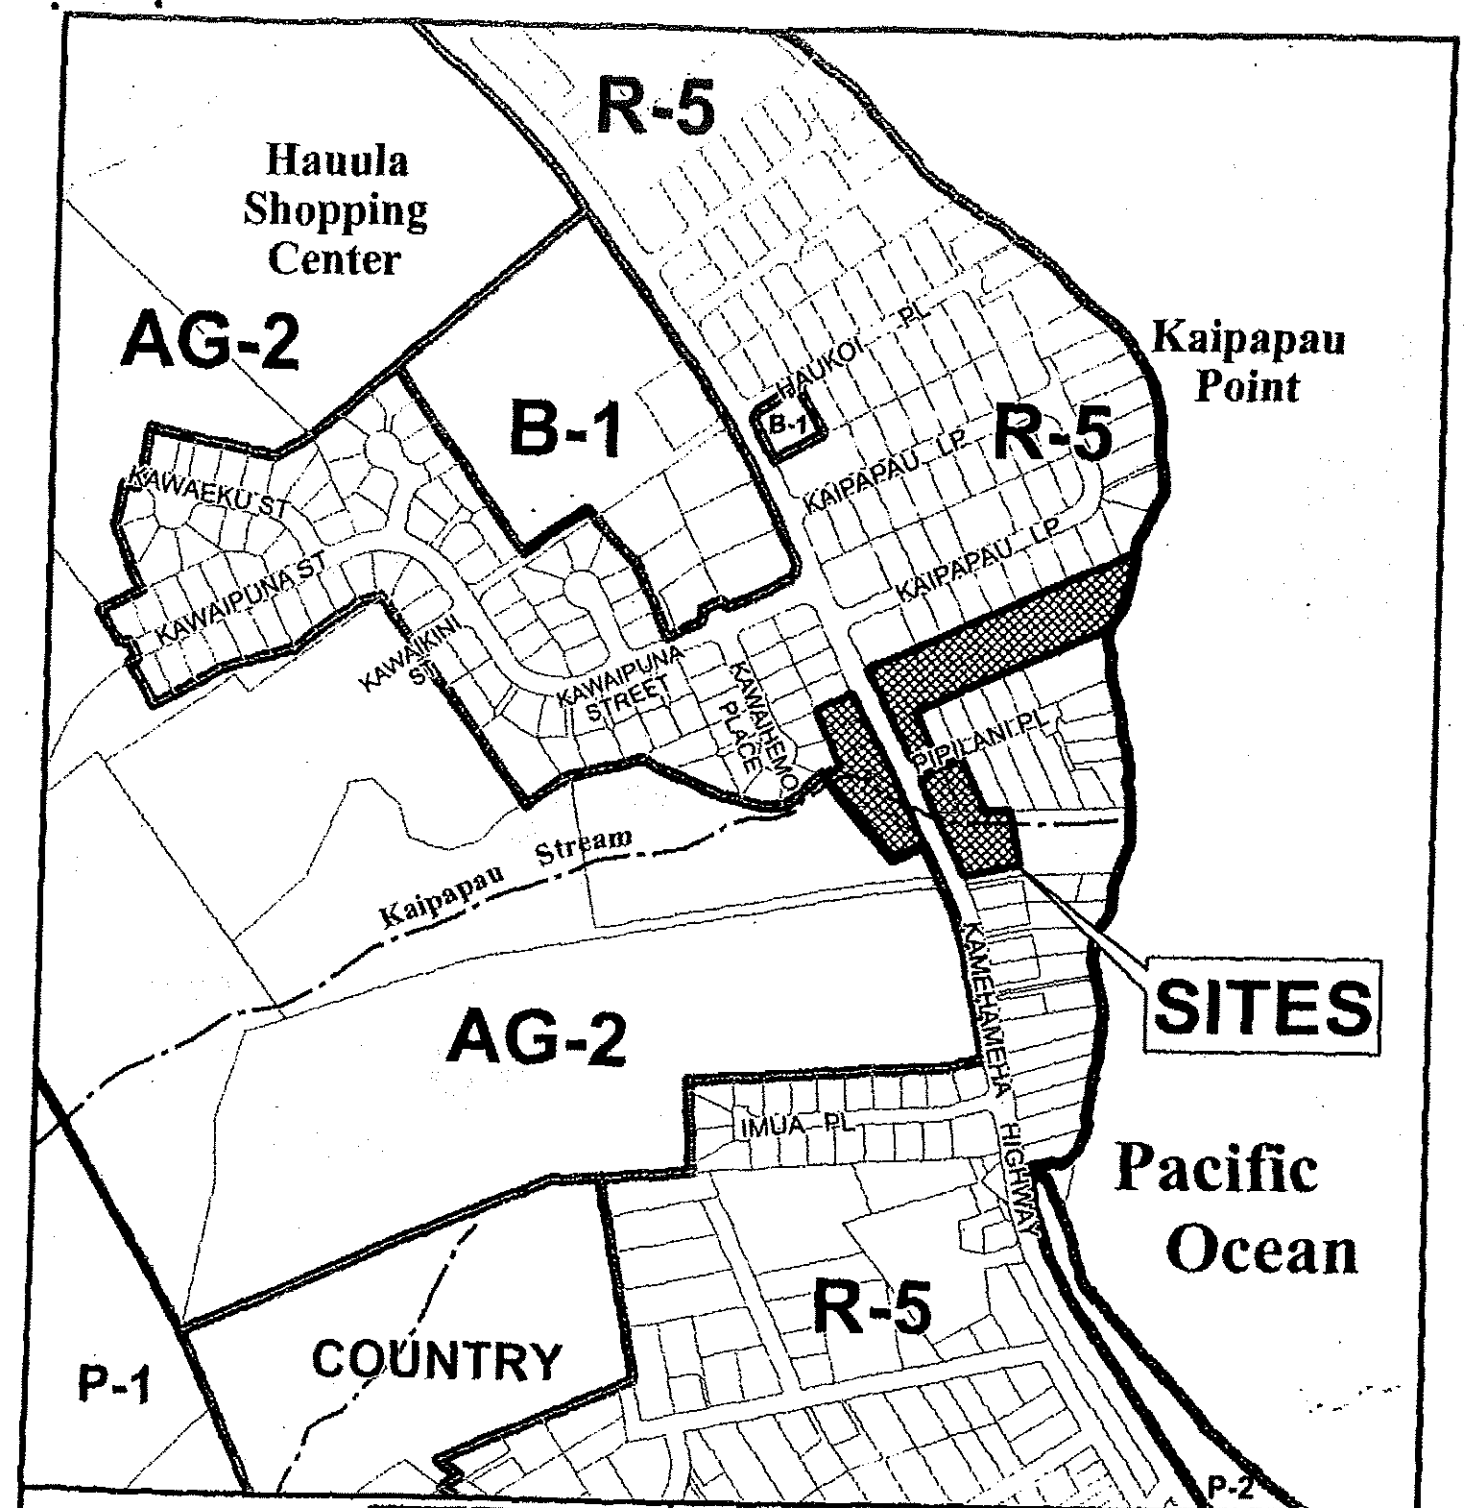 R-5
Hauula
Shopping
Center
AG-2
Kaipapau
Point
HAUKOI PL
B-1
B-1
R-5
KAIPAPAU LP
KAWAEKU ST
KAIPAPAU LP
KAWAIPUNA ST
KAWAIKINI
ST
KAWAIPUNA
STREET
KAWAIHEMO
PLACE
PIPILANI PL
Kaipapau Stream
KAMEHAMEHA HIGHWAY
SITES
AG-2
IMUA PL
Pacific
Ocean
R-5
COUNTRY
P-1
P-2